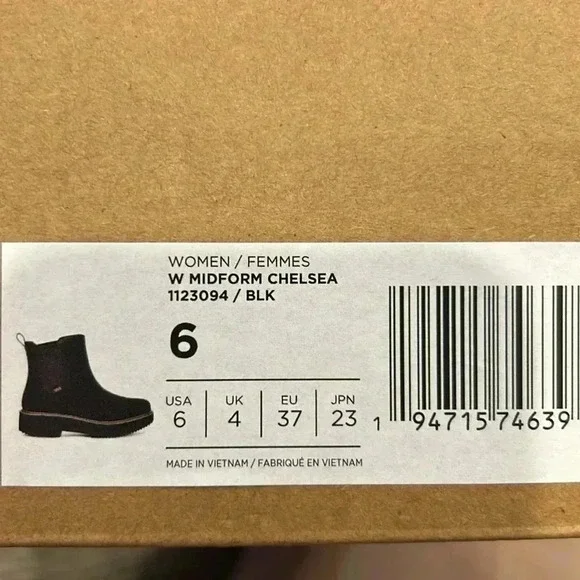 WOMEN / FEMMES
W MIDFORM CHELSEA
1123094 / BLK
6
USA UK EU JPN
6 4 37 23
1 94715 74639
MADE IN VIETNAM / FABRIQUÉ EN VIETNAM